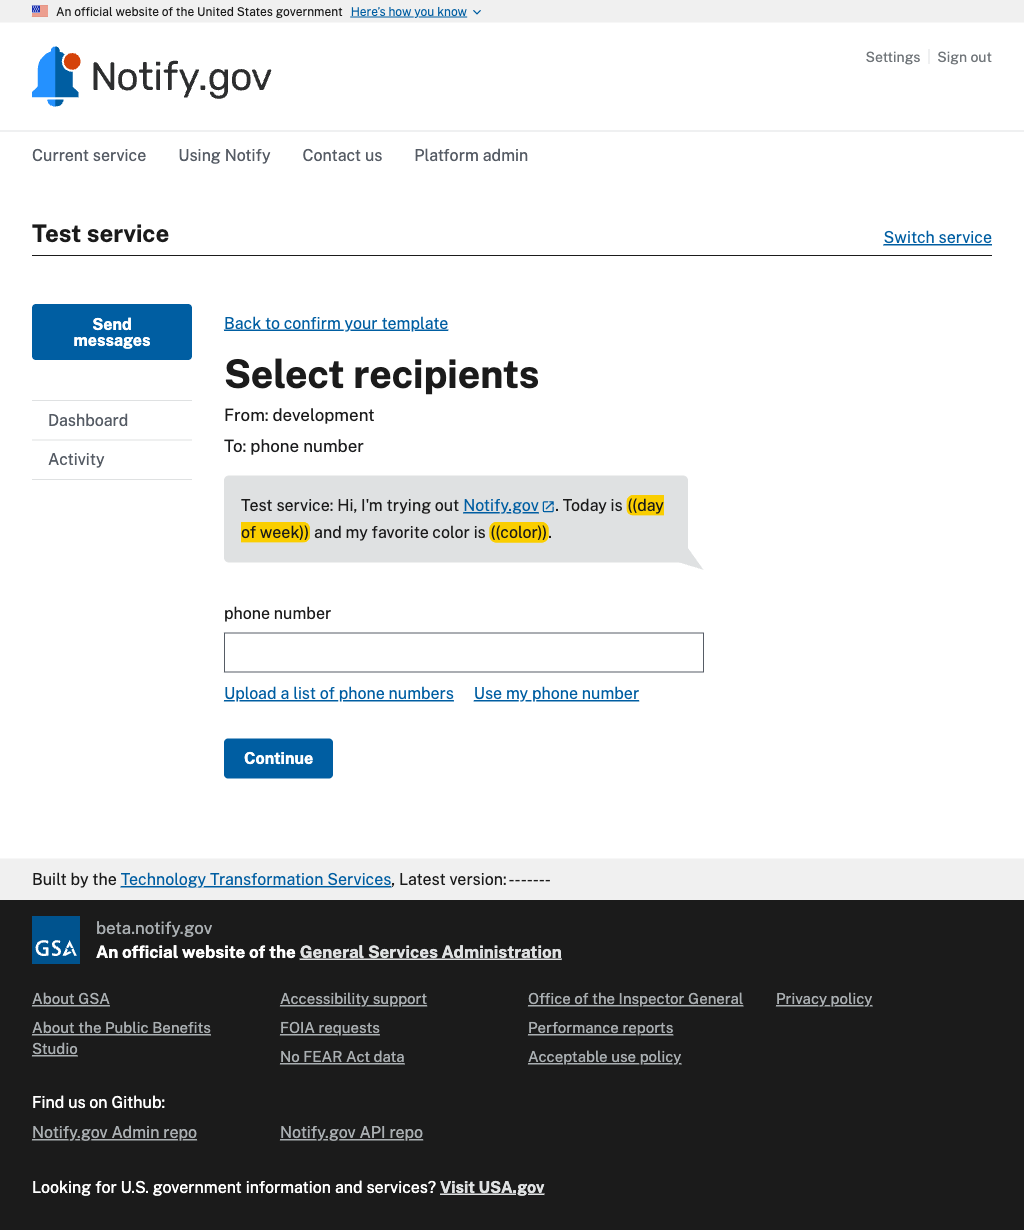 An official website of the United States government Here's how you know
Notify.gov
Settings Sign out
Current service Using Notify Contact us Platform admin
Test service
Switch service
Send
messages
Dashboard
Activity
Back to confirm your template
Select recipients
From: development
To: phone number
Test service: Hi, I'm trying out Notify.gov. Today is ((day
of week)) and my favorite color is ((color)).
phone number
Upload a list of phone numbers Use my phone number
Continue
Built by the Technology Transformation Services, Latest version:-------
GSA
beta.notify.gov
An official website of the General Services Administration
About GSA
About the Public Benefits
Studio
Accessibility support
FOIA requests
No FEAR Act data
Office of the Inspector General
Performance reports
Acceptable use policy
Privacy policy
Find us on Github:
Notify.gov Admin repo Notify.gov API repo
Looking for U.S. government information and services? Visit USA.gov